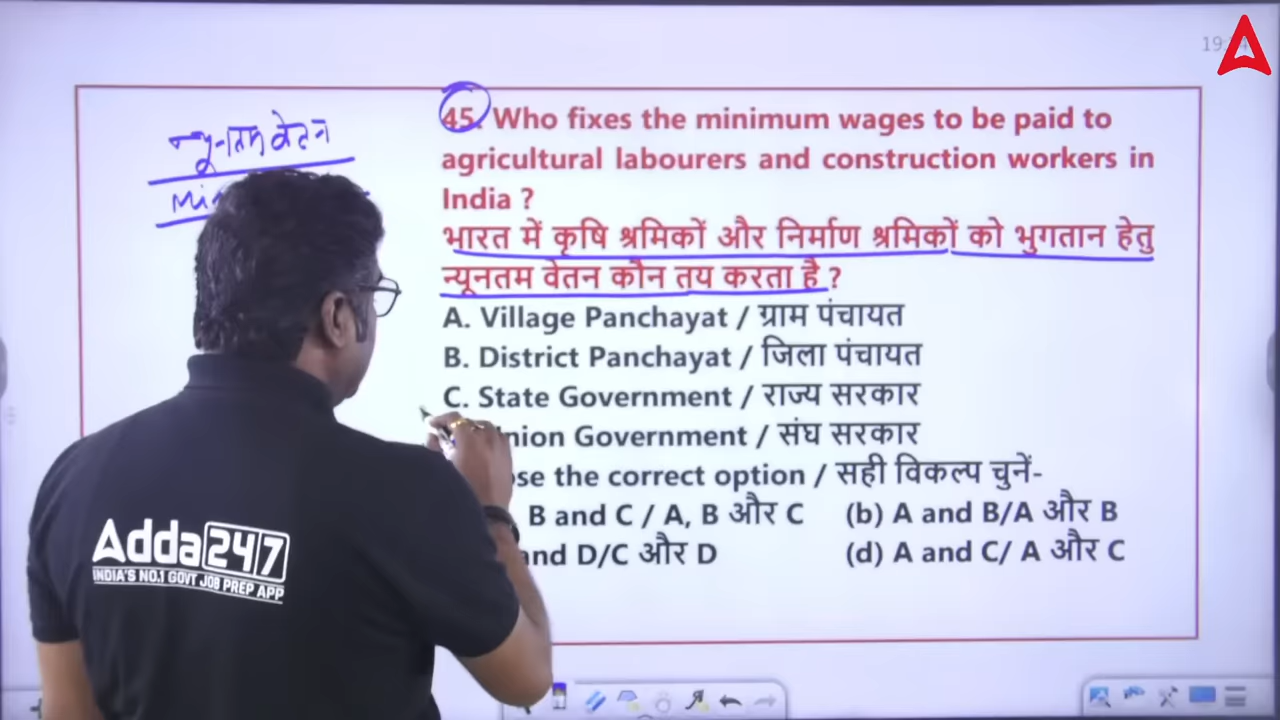 न्यूनतम वेतन
45. Who fixes the minimum wages to be paid to
agricultural labourers and construction workers in
India ?
भारत में कृषि श्रमिकों और निर्माण श्रमिकों को भुगतान हेतु
न्यूनतम वेतन कौन तय करता है ?
A. Village Panchayat / ग्राम पंचायत
B. District Panchayat / जिला पंचायत
C. State Government / राज्य सरकार
Government / संघ सरकार
the correct option / सही विकल्प चुनें-
B and C / A, B और C (b) A and B/A और B
and D/C और D (d) A and C/ A और C
Adda247
INDIA'S NO.1 GOVT JOB PREP APP